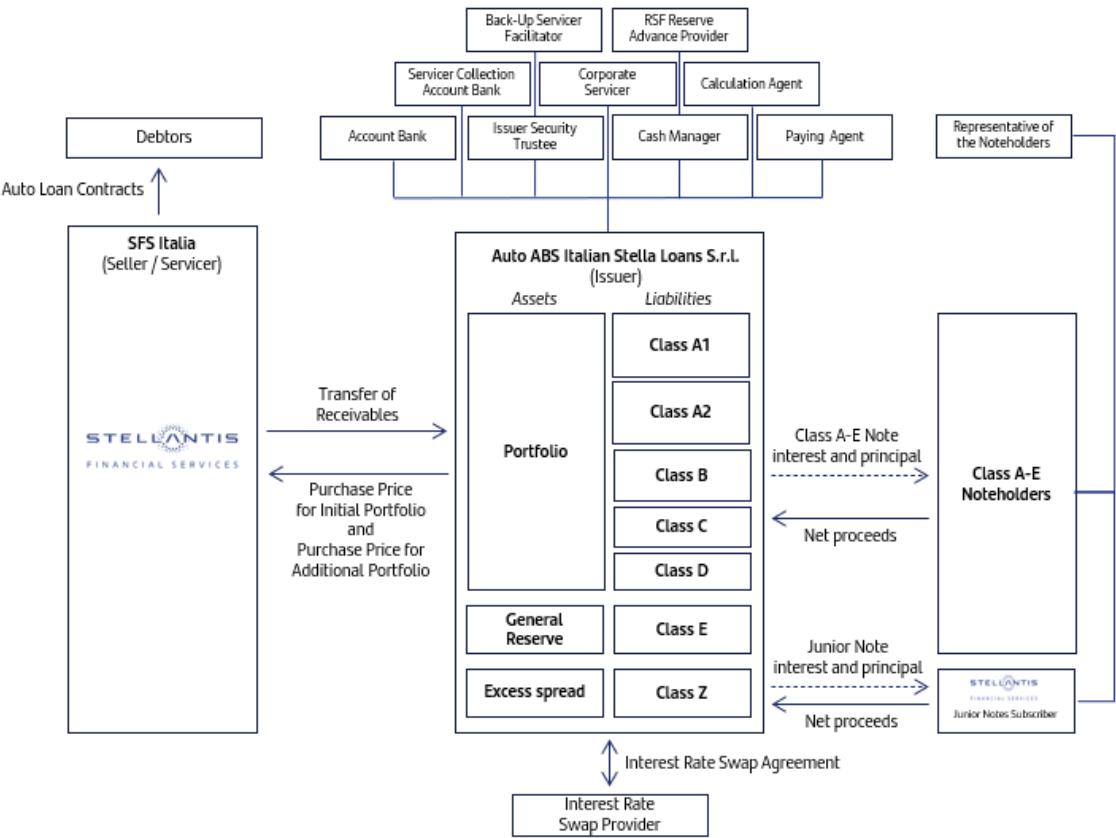 Back-Up Servicer
Facilitator
RSF Reserve
Advance Provider
Servicer Collection
Account Bank
Corporate
Servicer
Calculation Agent
Account Bank
Issuer Security
Trustee
Cash Manager
Paying Agent
Representative of
the Noteholders
Debtors
Auto Loan Contracts
SFS Italia
(Seller / Servicer)
STELLANTIS
FINANCIAL SERVICES
Transfer of
Receivables
Purchase Price
for Initial Portfolio
and
Purchase Price for
Additional Portfolio
Auto ABS Italian Stella Loans S.r.l.
(Issuer)
Assets
Liabilities
Portfolio
General
Reserve
Excess spread
Class A1
Class A2
Class B
Class C
Class D
Class E
Class Z
Class A-E Note
interest and principal
Net proceeds
Class A-E
Noteholders
Junior Note
interest and principal
Net proceeds
STELLANTIS
FINANCIAL SERVICES
Junior Notes Subscriber
Interest Rate Swap Agreement
Interest Rate
Swap Provider